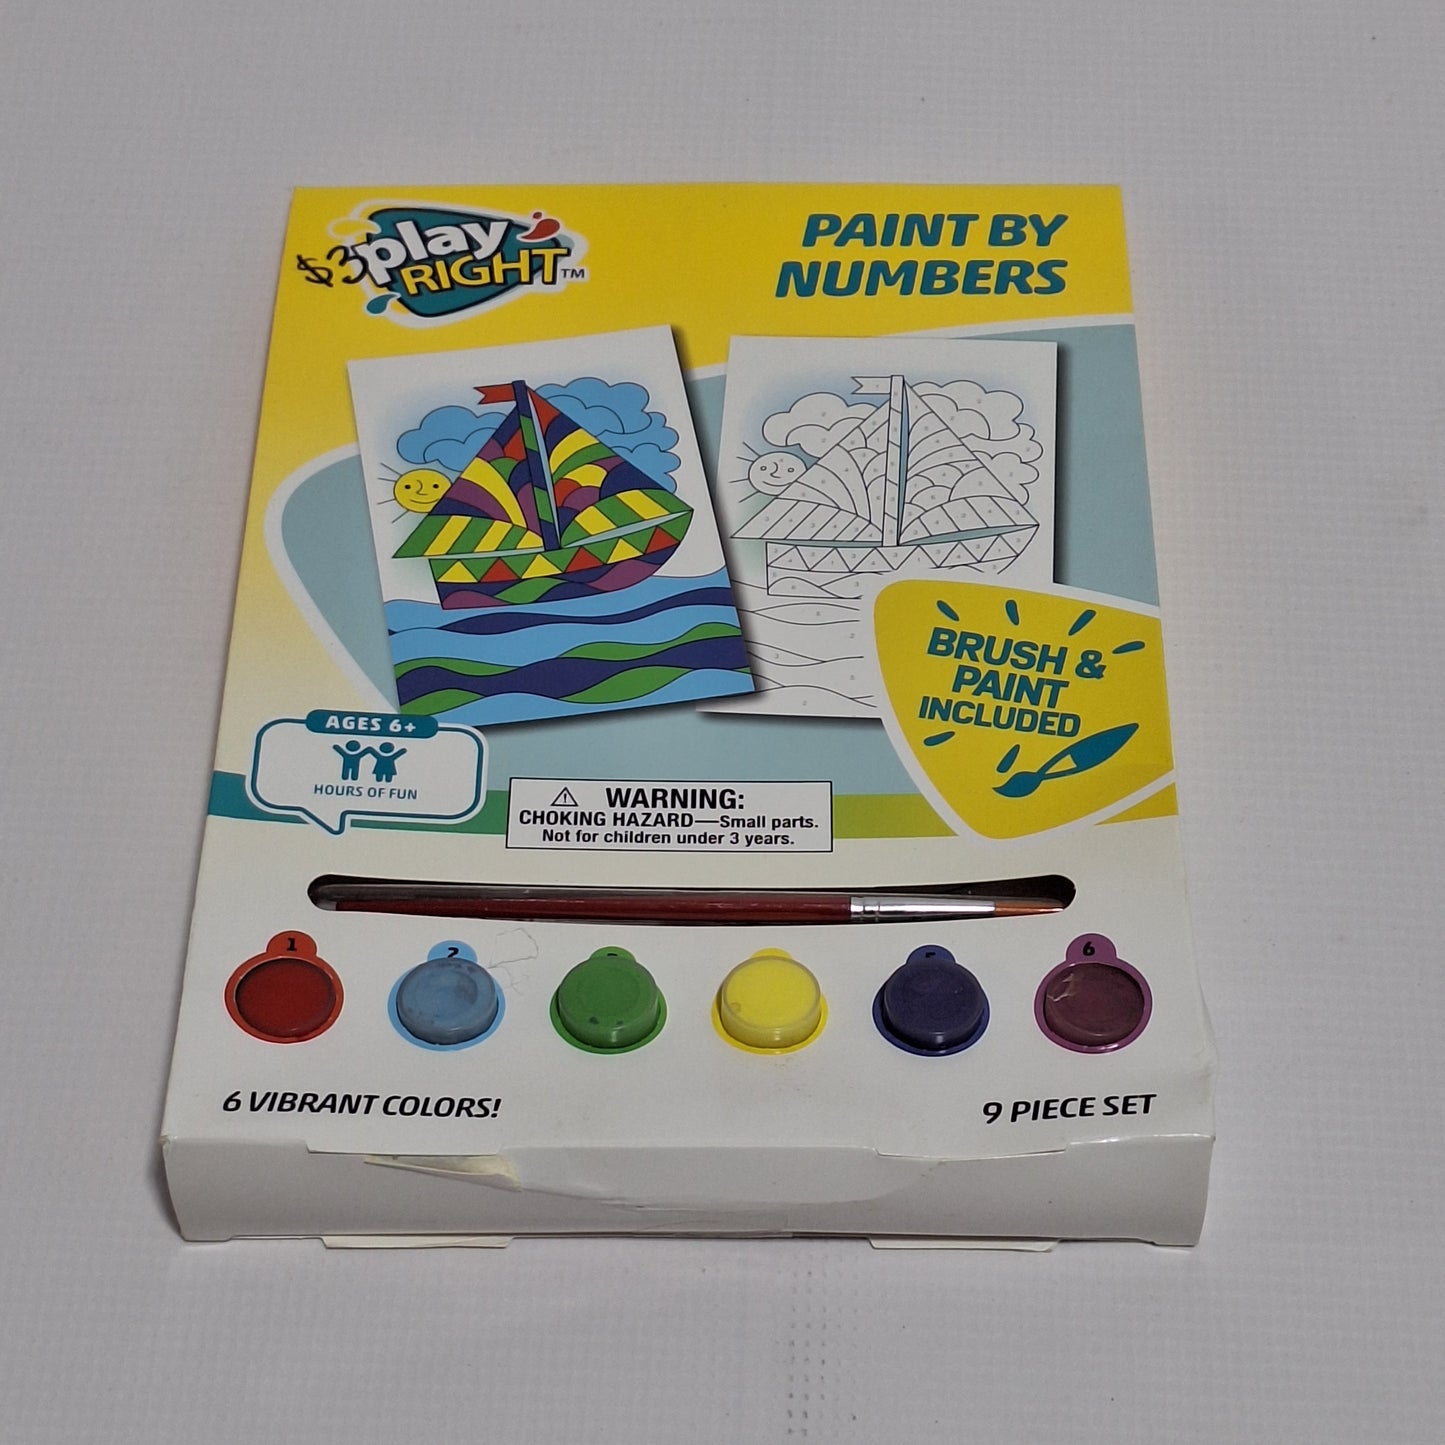 $3
play
RIGHT™
PAINT BY
NUMBERS
BRUSH &
PAINT
INCLUDED
AGES 6+
HOURS OF FUN
WARNING:
CHOKING HAZARD—Small parts.
Not for children under 3 years.
1 2 5 6
6 VIBRANT COLORS!
9 PIECE SET